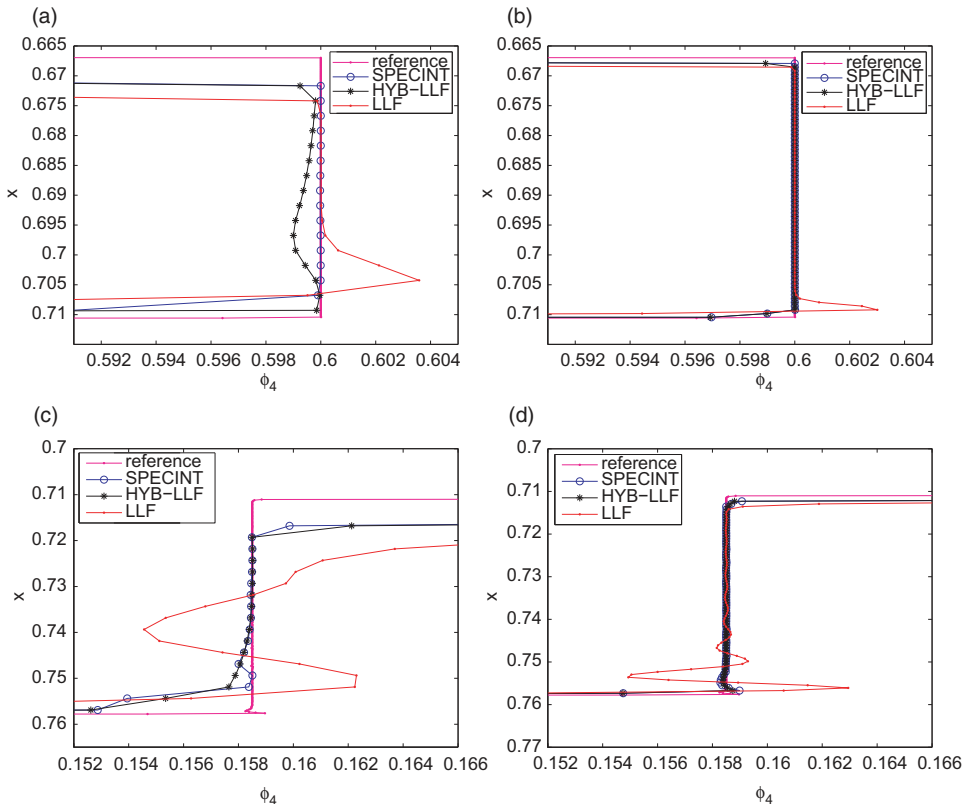 (a)
0.665
0.67
0.675
0.68
0.685
0.69
0.695
0.7
0.705
0.71
x
reference
SPECINT
HYB-LLF
LLF
0.592 0.594 0.596 0.598 0.6 0.602 0.604
ϕ4
(b)
0.665
0.67
0.675
0.68
0.685
0.69
0.695
0.7
0.705
0.71
x
reference
SPECINT
HYB-LLF
LLF
0.592 0.594 0.596 0.598 0.6 0.602 0.604
ϕ4
(c)
0.7
0.71
0.72
0.73
0.74
0.75
0.76
x
reference
SPECINT
HYB-LLF
LLF
0.152 0.154 0.156 0.158 0.16 0.162 0.164 0.166
ϕ4
(d)
0.7
0.71
0.72
0.73
0.74
0.75
0.76
0.77
x
reference
SPECINT
HYB-LLF
LLF
0.152 0.154 0.156 0.158 0.16 0.162 0.164 0.166
ϕ4